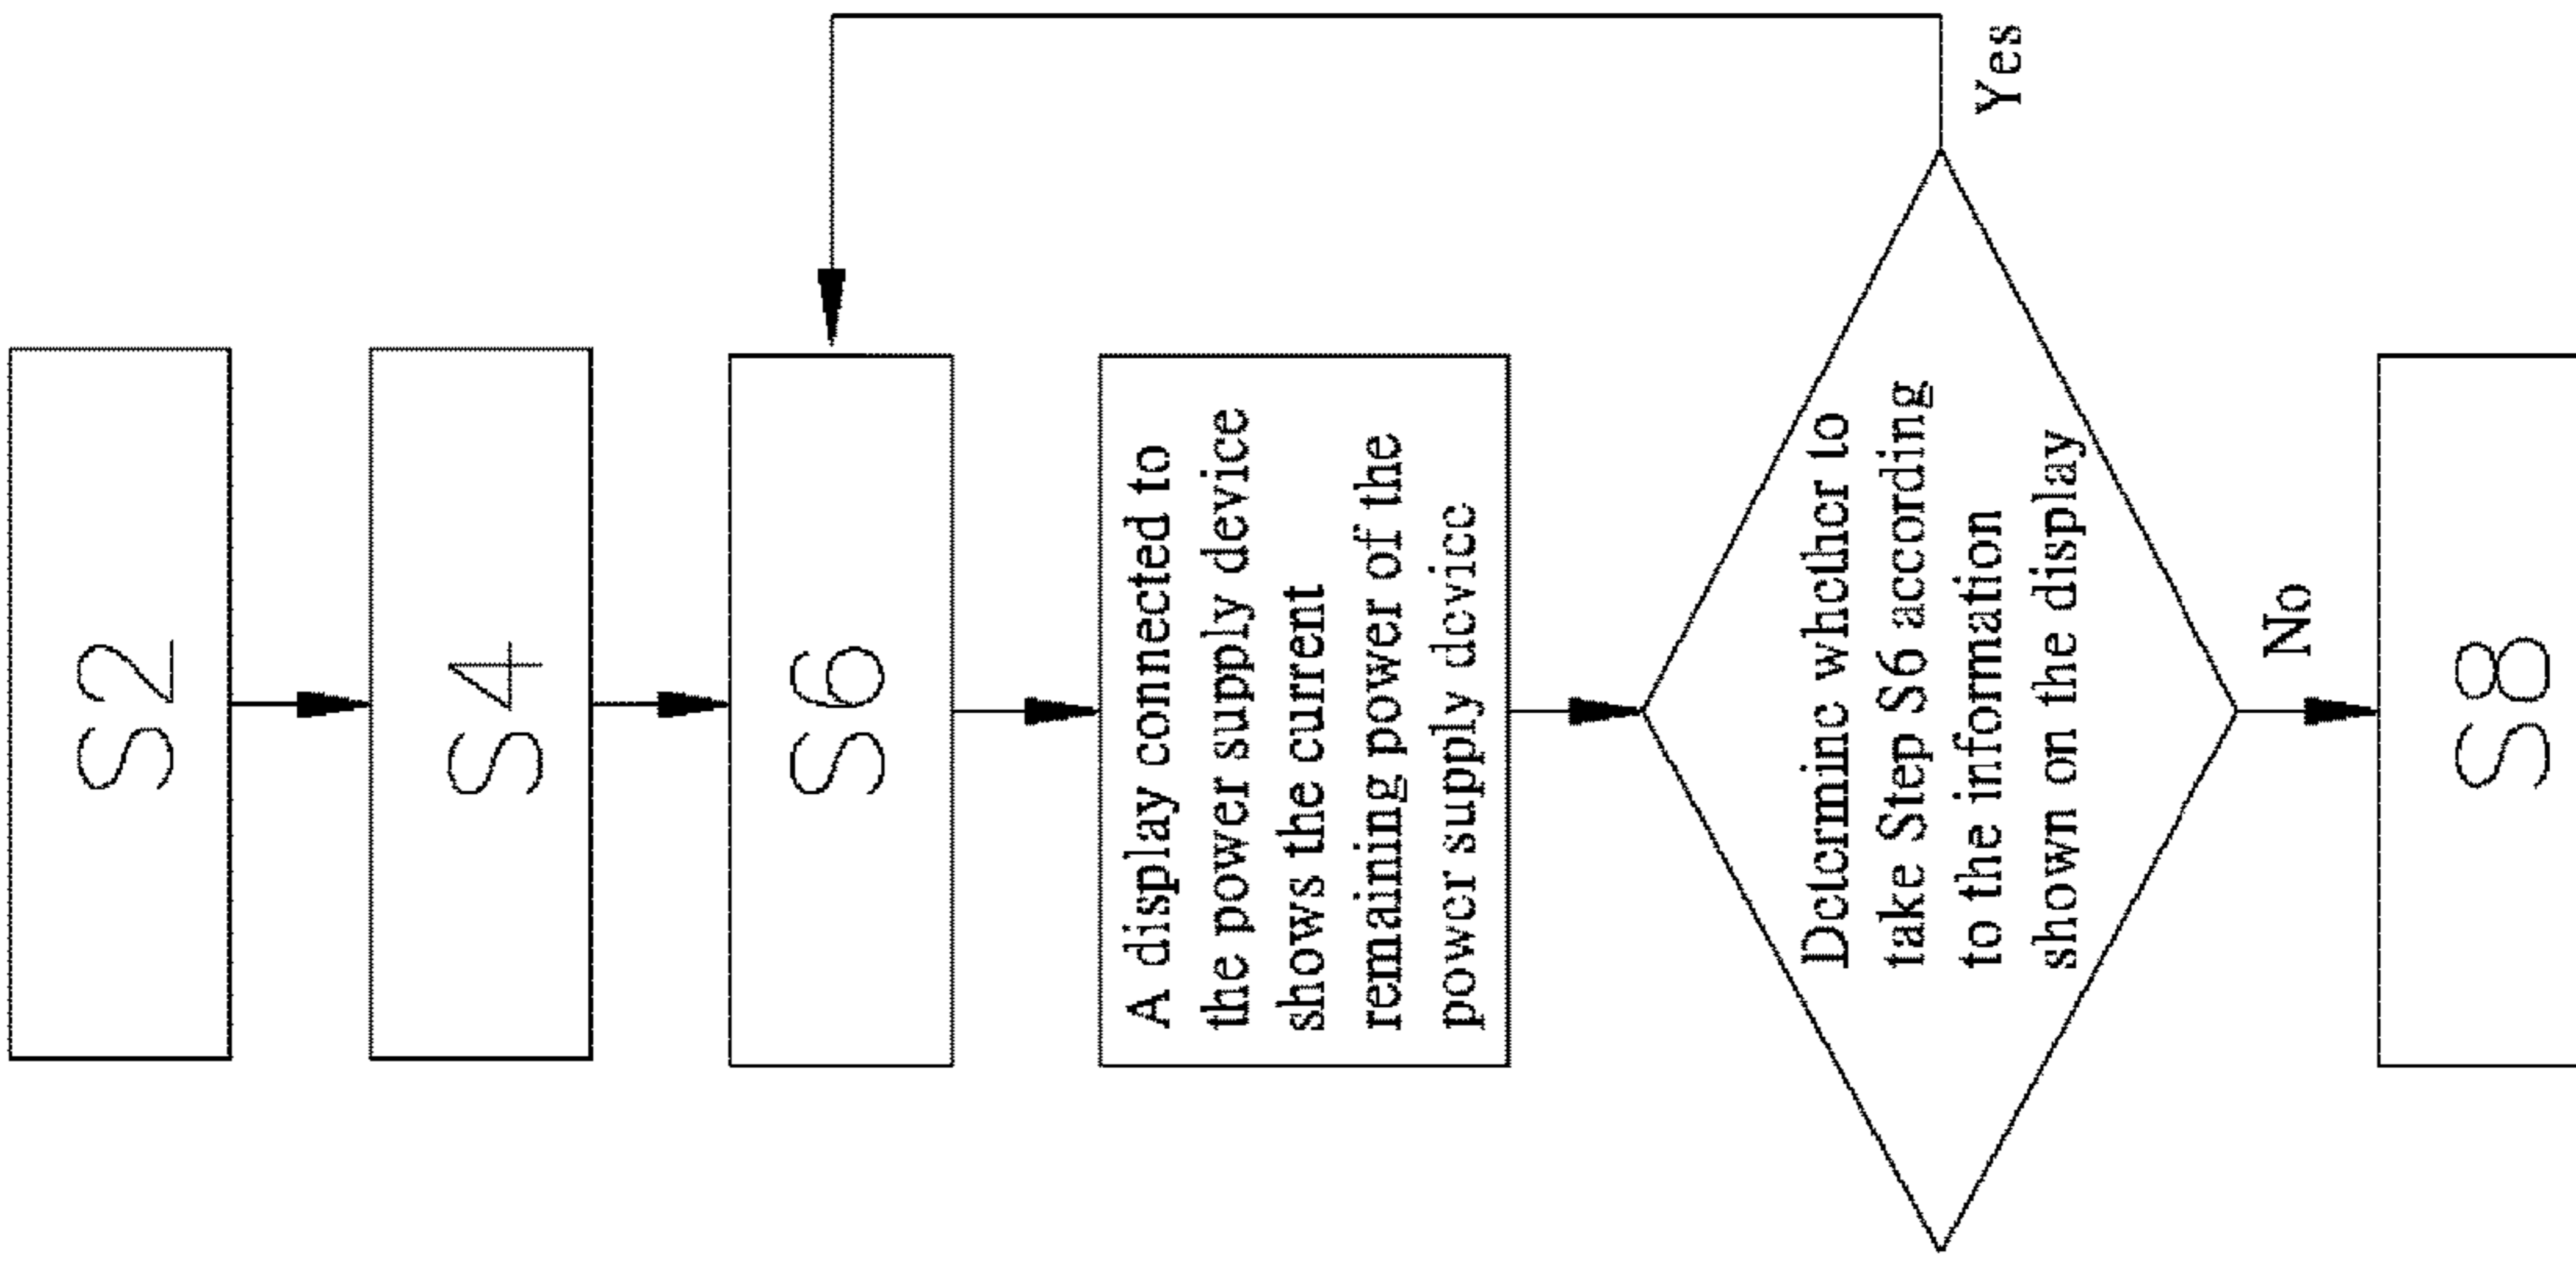 S2
S4
S6
A display connected to
the power supply device
shows the current
remaining power of the
power supply device
Determine whether to
take Step S6 according
to the information
shown on the display
Yes
No
S8